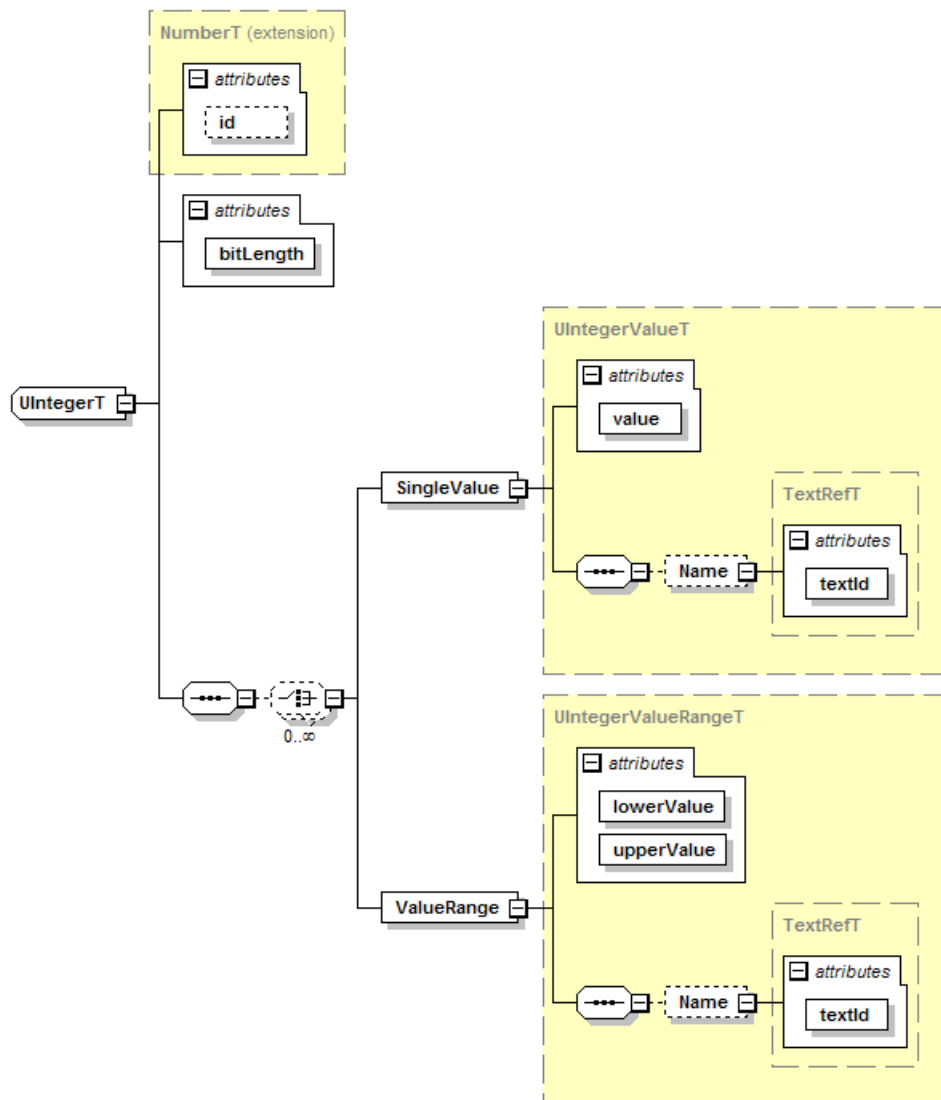 NumberT (extension)
attributes
id
attributes
bitLength
UIntegerValueT
attributes
value
UIntegerT
SingleValue
TextRefT
attributes
Name
textId
0..∞
UIntegerValueRangeT
attributes
lowerValue
upperValue
ValueRange
TextRefT
attributes
Name
textId